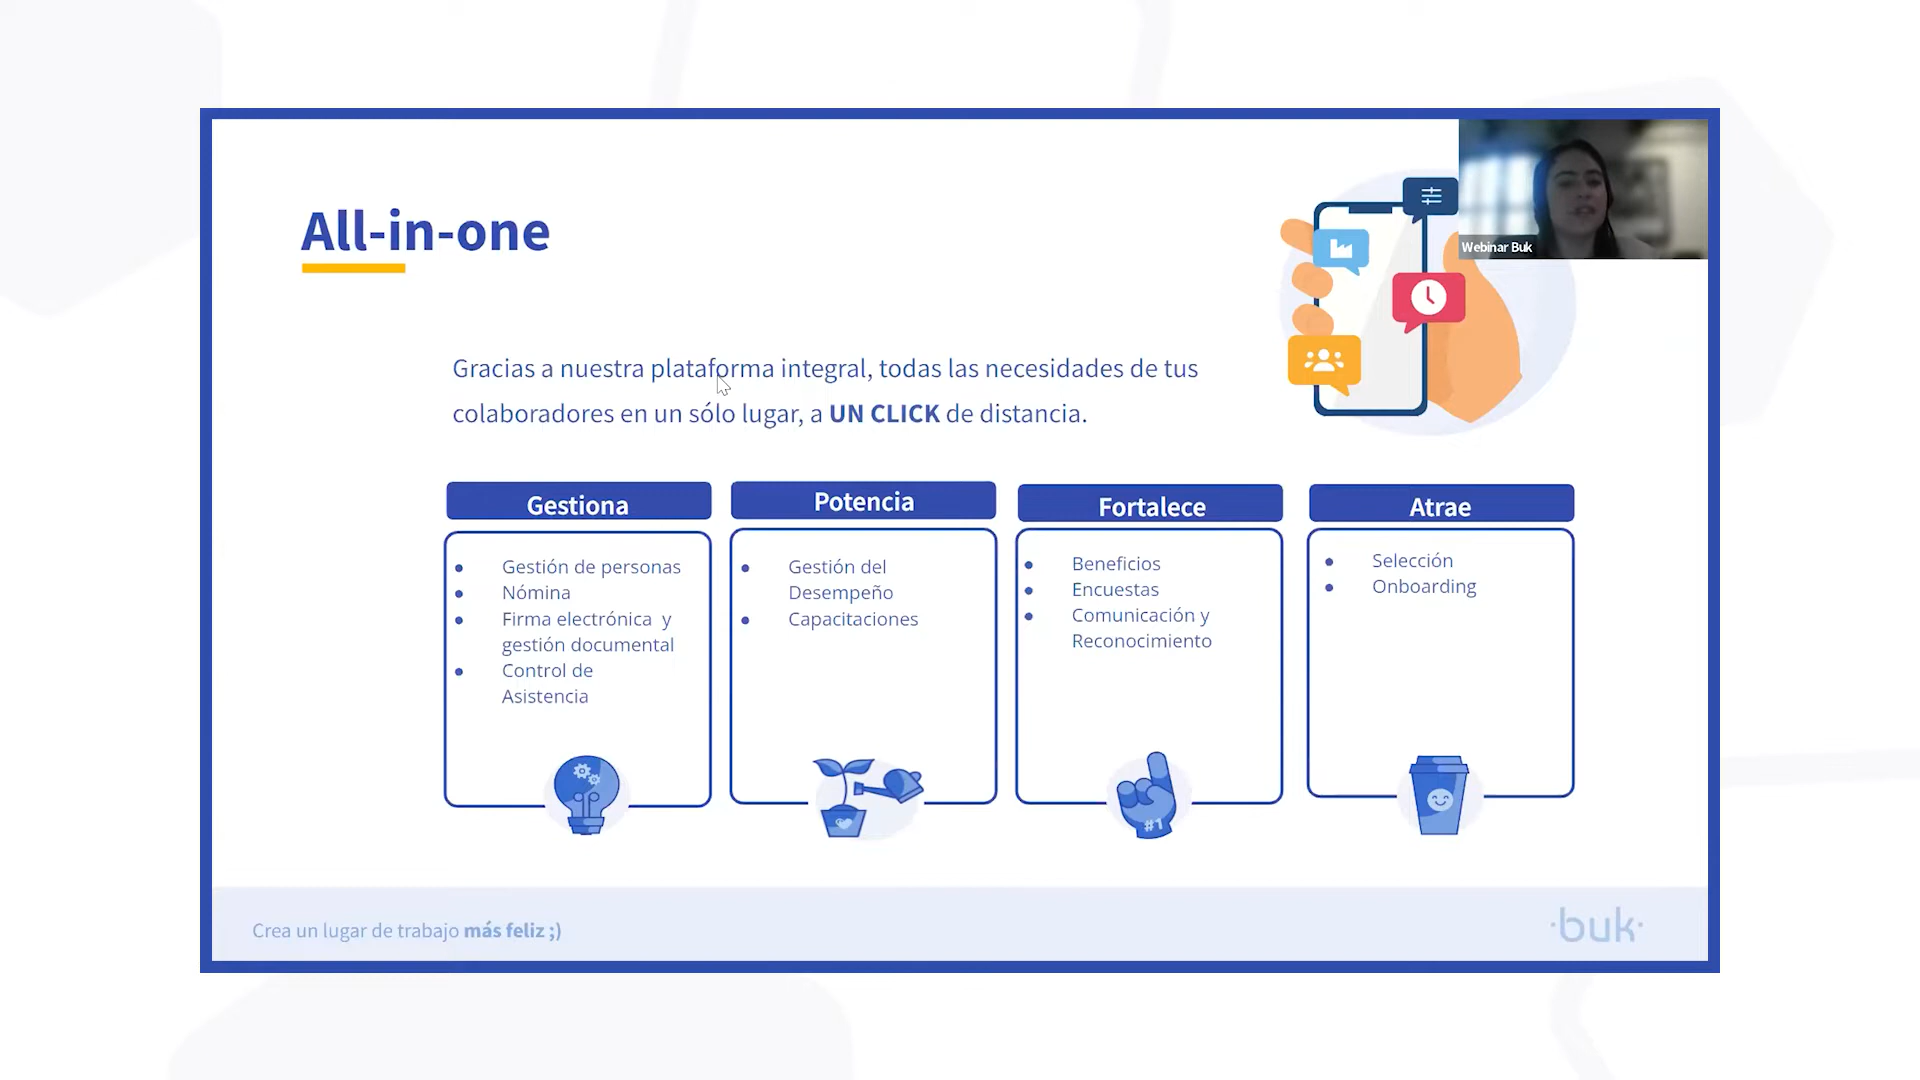 All-in-one
Webinar Buk
Gracias a nuestra plataforma integral, todas las necesidades de tus
colaboradores en un sólo lugar, a UN CLICK de distancia.
Gestiona
Gestión de personas
Nómina
Firma electrónica y
gestión documental
Control de
Asistencia
Potencia
Gestión del
Desempeño
Capacitaciones
Fortalece
Beneficios
Encuestas
Comunicación y
Reconocimiento
#1
Atrae
Selección
Onboarding
Crea un lugar de trabajo más feliz ;)
·buk·